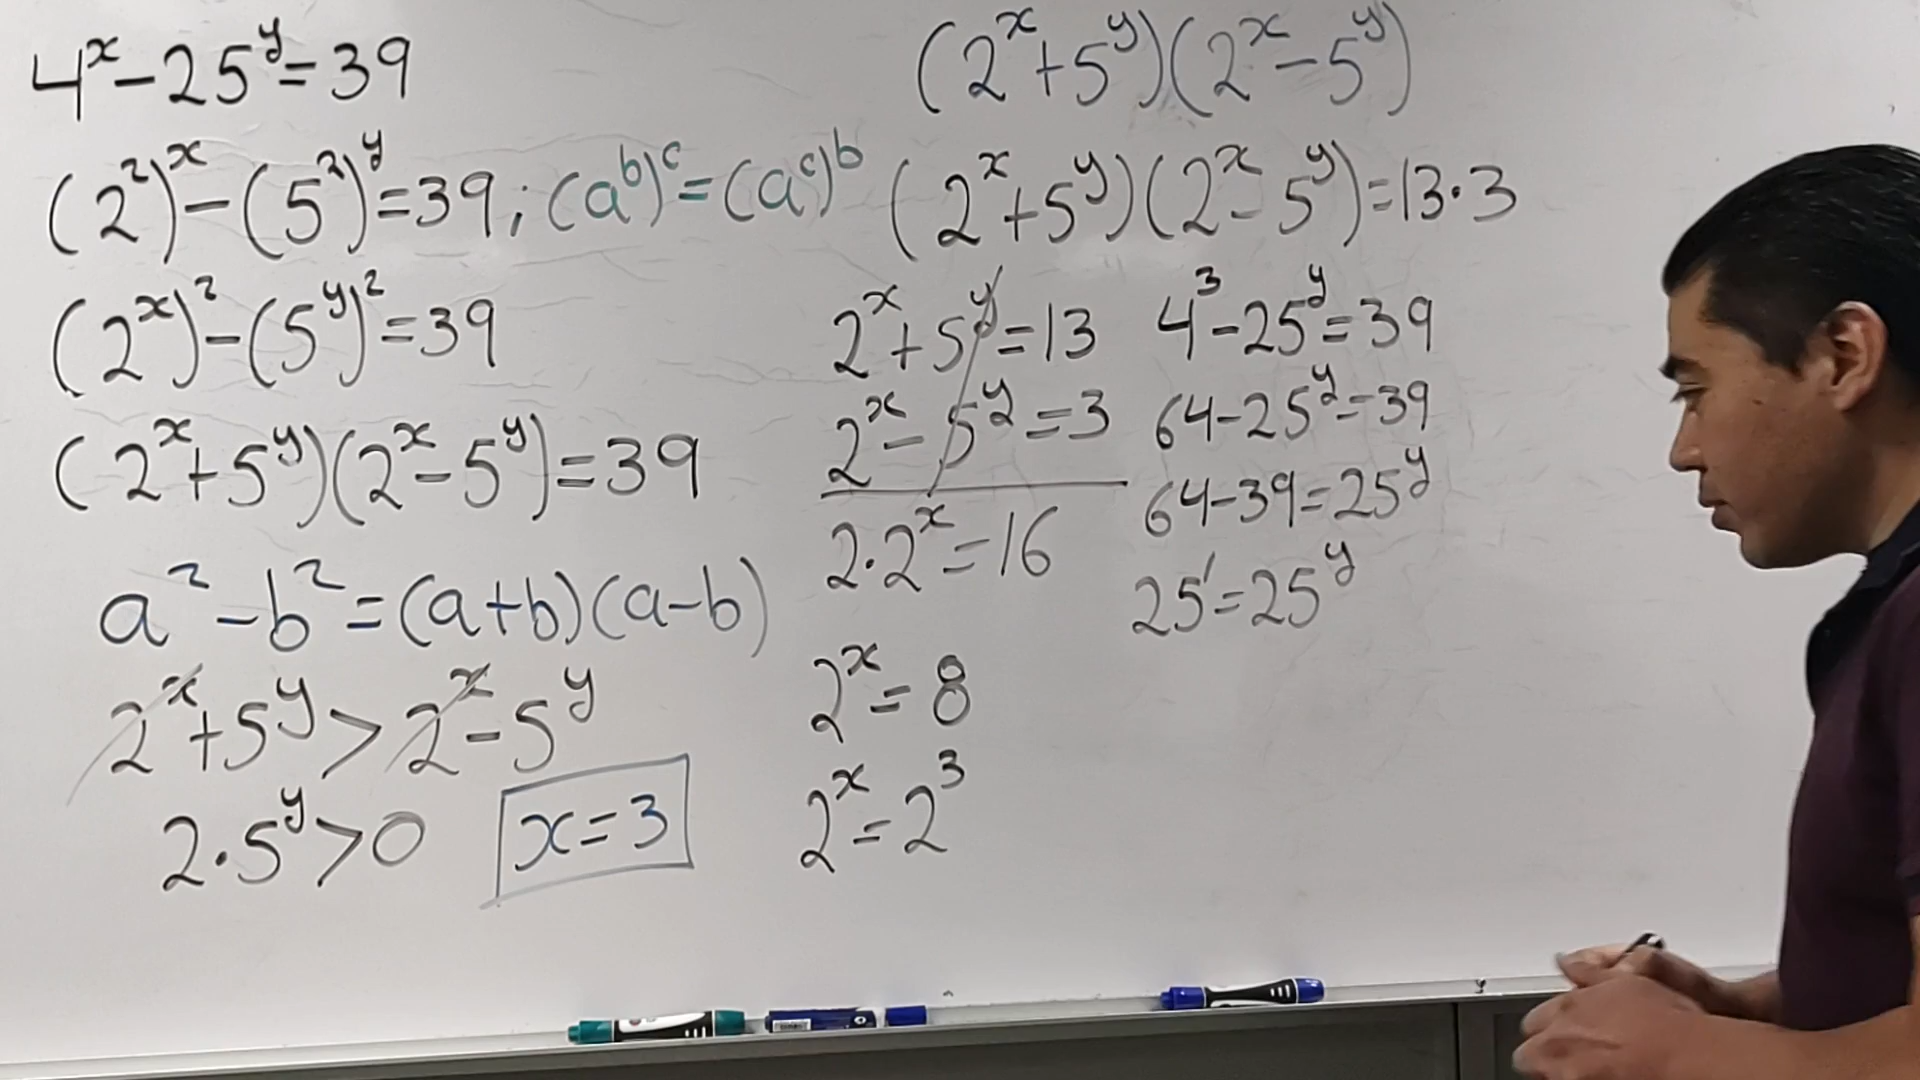 4^x - 25^y = 39
(2^2)^x - (5^2)^y = 39 ; (a^b)^c = (a^c)^b
(2^x)^2 - (5^y)^2 = 39
(2^x + 5^y)(2^x - 5^y) = 39
a^2 - b^2 = (a+b)(a-b)
2^x + 5^y > 2^x - 5^y
2·5^y > 0
x = 3
(2^x + 5^y)(2^x - 5^y)
(2^x + 5^y)(2^x - 5^y) = 13·3
2^x + 5^y = 13
2^x - 5^y = 3
2·2^x = 16
2^x = 8
2^x = 2^3
4^3 - 25^y = 39
64 - 25^y = 39
64 - 39 = 25^y
25^1 = 25^y